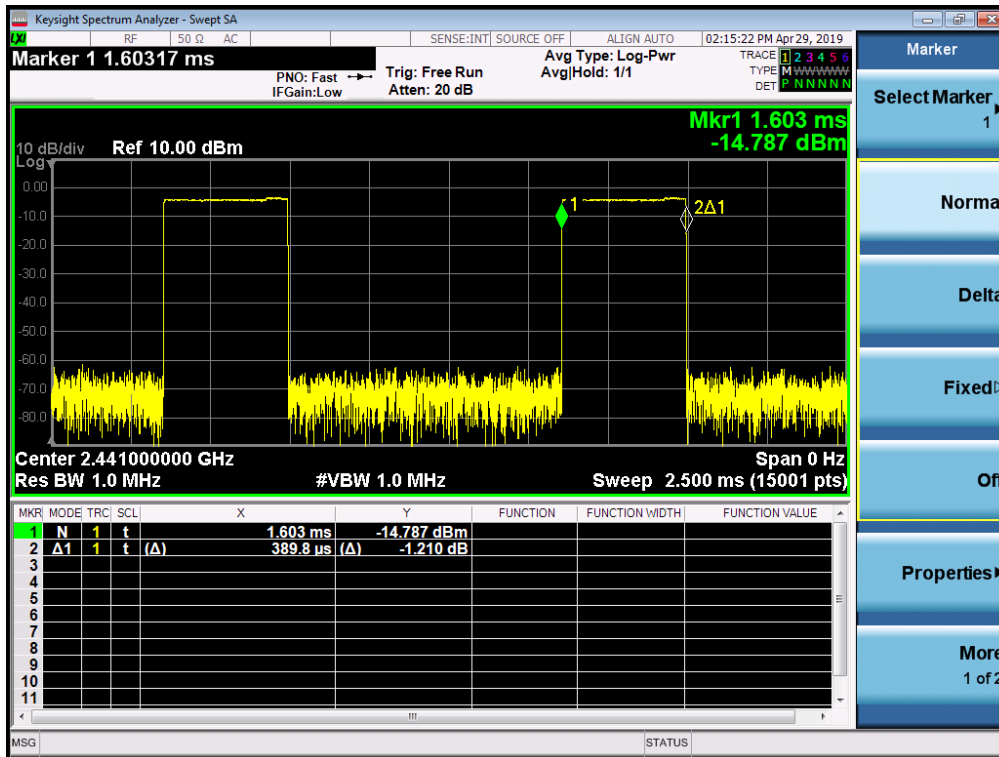 Keysight Spectrum Analyzer - Swept SA
LXI RF 50 Ω AC SENSE:INT SOURCE OFF ALIGN AUTO 02:15:22 PM Apr 29, 2019
Marker 1 1.60317 ms
PNO: Fast
IFGain:Low
Trig: Free Run
Atten: 20 dB
Avg Type: Log-Pwr
Avg|Hold: 1/1
TRACE 1 2 3 4 5 6
TYPE M WWWWW
DET P N N N N N
Mkr1 1.603 ms
-14.787 dBm
10 dB/div Ref 10.00 dBm
Log
0.00
-10.0
-20.0
-30.0
-40.0
-50.0
-60.0
-70.0
-80.0
1
2Δ1
Center 2.441000000 GHz Span 0 Hz
Res BW 1.0 MHz #VBW 1.0 MHz Sweep 2.500 ms (15001 pts)
MKR MODE TRC SCL X Y FUNCTION FUNCTION WIDTH FUNCTION VALUE
1 N 1 t 1.603 ms -14.787 dBm
2 Δ1 1 t (Δ) 389.8 µs (Δ) -1.210 dB
3
4
5
6
7
8
9
10
11
MSG STATUS
Marker
Select Marker
1
Norma
Delta
Fixed
Of
Properties
More
1 of 2